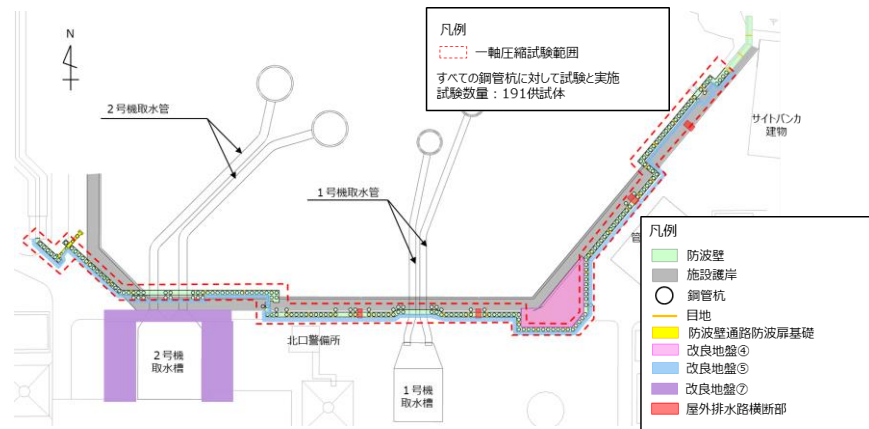 凡例
一軸圧縮試験範囲
すべての鋼管杭に対して試験と実施
試験数量：191供試体
N
2号機取水管
サイトバンカ
建物
1号機取水管
管
凡例
防波壁
施設護岸
鋼管杭
目地
防波壁通路防波扉基礎
改良地盤④
改良地盤⑤
改良地盤⑦
屋外排水路横断部
北口警備所
2号機
取水槽
1号機
取水槽